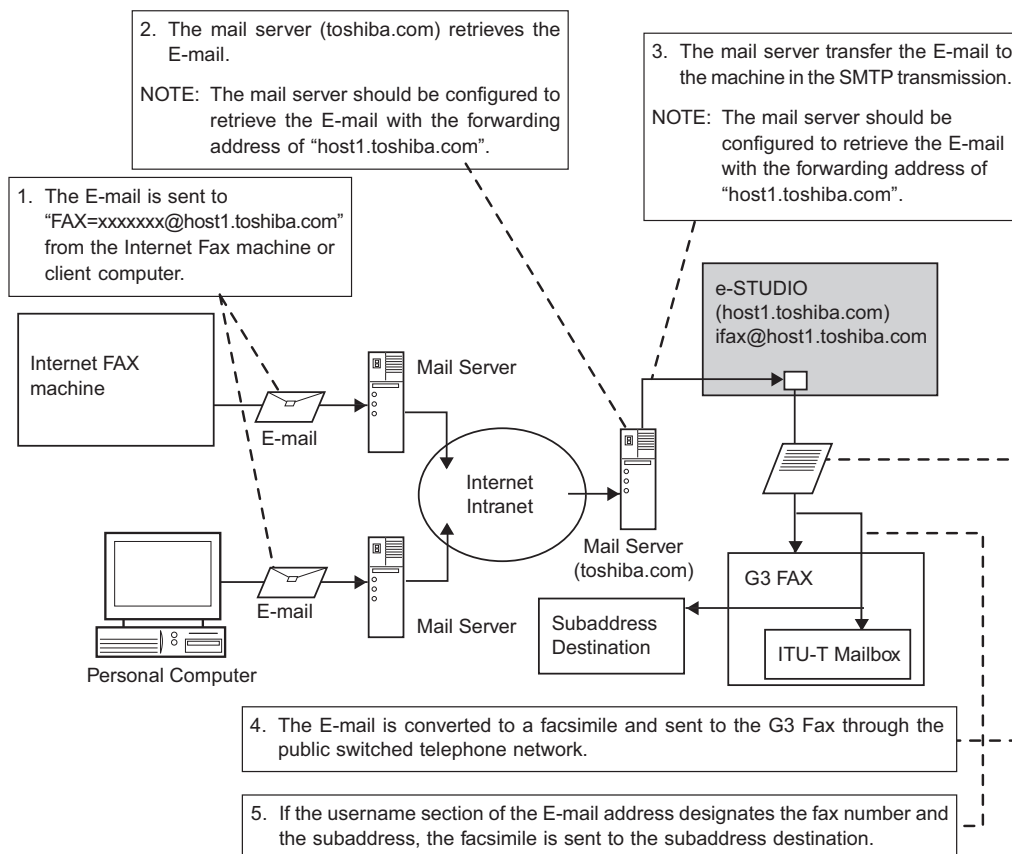 2. The mail server (toshiba.com) retrieves the
E-mail.
NOTE: The mail server should be configured to
retrieve the E-mail with the forwarding
address of “host1.toshiba.com”.
3. The mail server transfer the E-mail to
the machine in the SMTP transmission.
NOTE: The mail server should be
configured to retrieve the E-mail
with the forwarding address of
“host1.toshiba.com”.
1. The E-mail is sent to
“FAX=xxxxxxx@host1.toshiba.com”
from the Internet Fax machine or
client computer.
e-STUDIO
(host1.toshiba.com)
ifax@host1.toshiba.com
Internet FAX
machine
Mail Server
E-mail
Internet
Intranet
Mail Server
(toshiba.com)
G3 FAX
E-mail
Mail Server
Subaddress
Destination
ITU-T Mailbox
Personal Computer
4. The E-mail is converted to a facsimile and sent to the G3 Fax through the
public switched telephone network.
5. If the username section of the E-mail address designates the fax number and
the subaddress, the facsimile is sent to the subaddress destination.